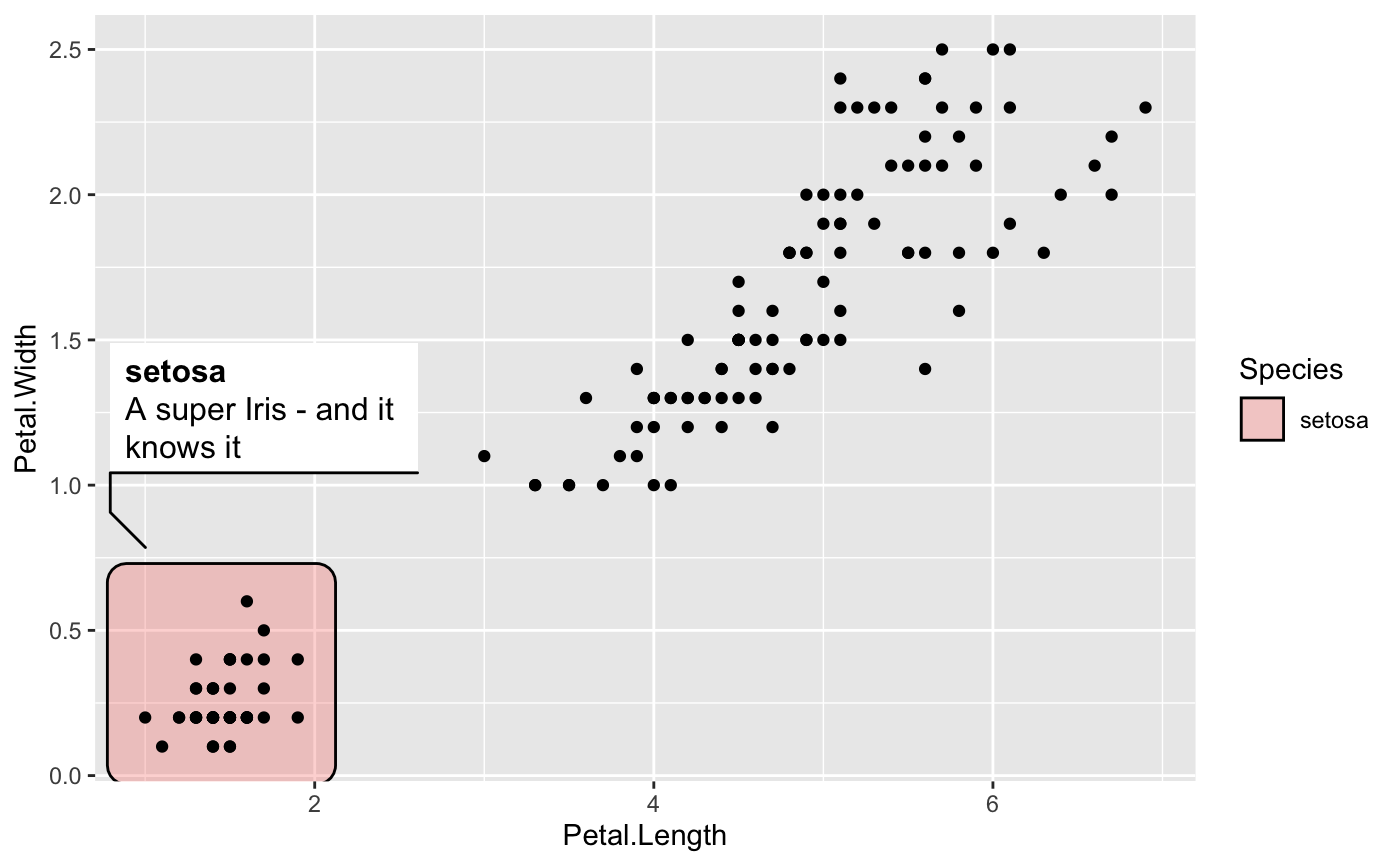 2.5
2.0
1.5
1.0
0.5
0.0
Petal.Width
setosa
A super Iris - and it
knows it
2
4
6
Petal.Length
Species
setosa